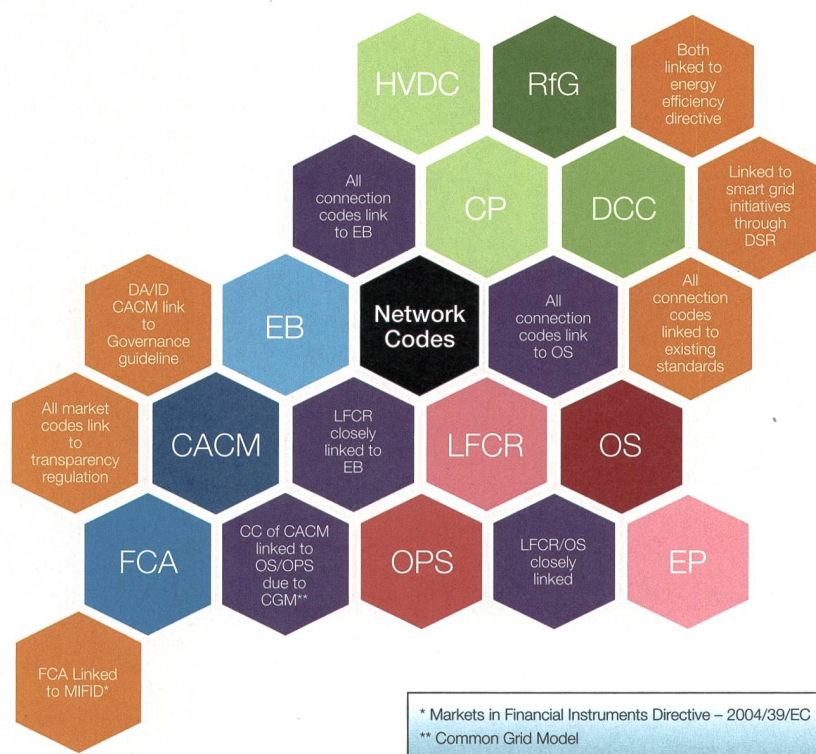 HVDC
RfG
Both
linked to
energy
efficiency
directive
All
connection
codes link
to EB
CP
DCC
Linked to
smart grid
initiatives
through
DSR
DA/ID
CACM link
to
Governance
guideline
EB
Network
Codes
All
connection
codes link
to OS
All
connection
codes
linked to
existing
standards
All market
codes link
to
transparency
regulation
CACM
LFCR
closely
linked to
EB
LFCR
OS
FCA
CC of CACM
linked to
OS/OPS
due to
CGM**
OPS
LFCR/OS
closely
linked
EP
FCA Linked
to MIFID*
* Markets in Financial Instruments Directive – 2004/39/EC
** Common Grid Model